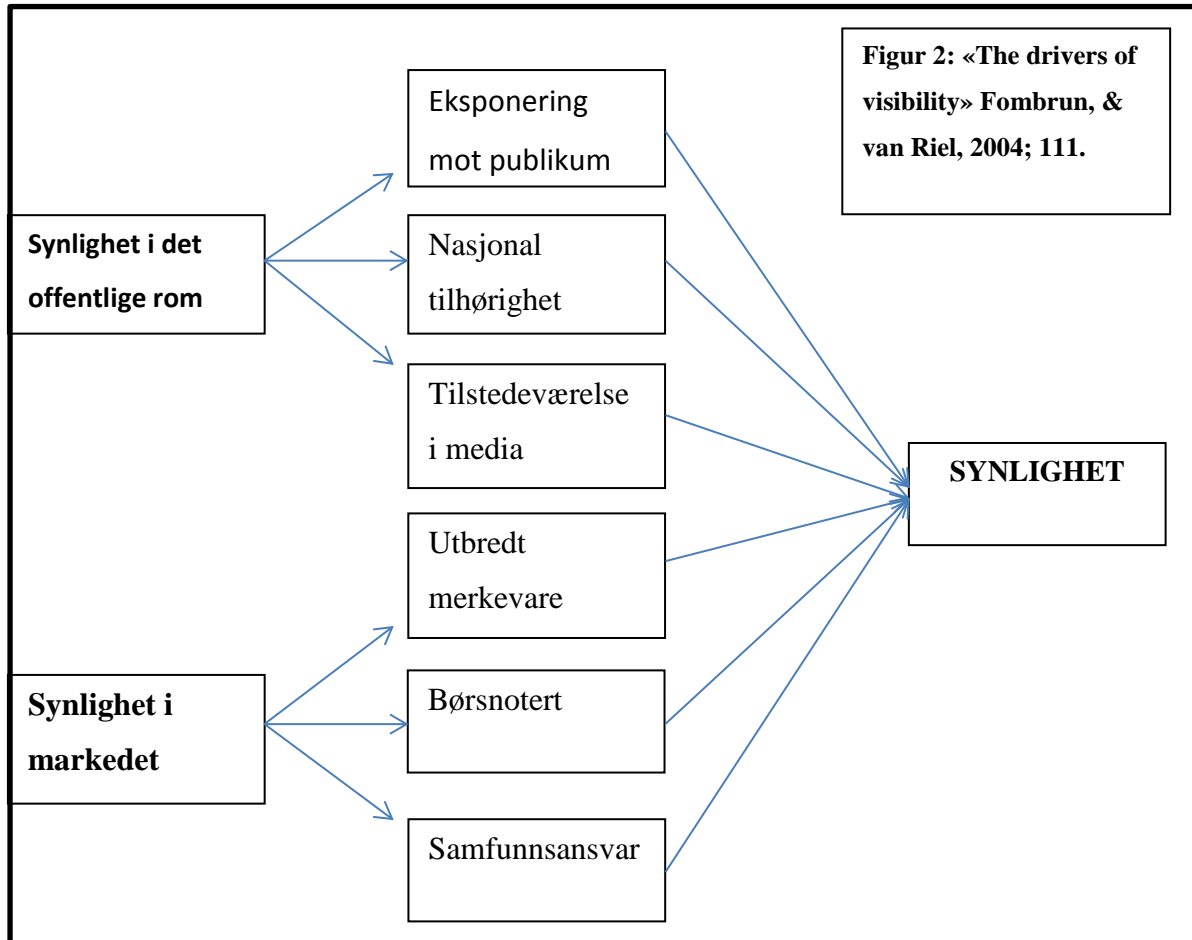 Figur 2: «The drivers of
visibility» Fombrun, &
van Riel, 2004; 111.
Eksponering
mot publikum
Synlighet i det
offentlige rom
Nasjonal
tilhørighet
Tilstedeværelse
i media
SYNLIGHET
Utbredt
merkevare
Synlighet i
markedet
Børsnotert
Samfunnsansvar